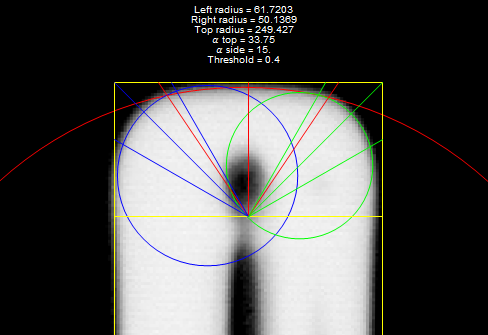 Left radius = 61.7203
Right radius = 50.1369
Top radius = 249.427
α top = 33.75
α side = 15.
Threshold = 0.4